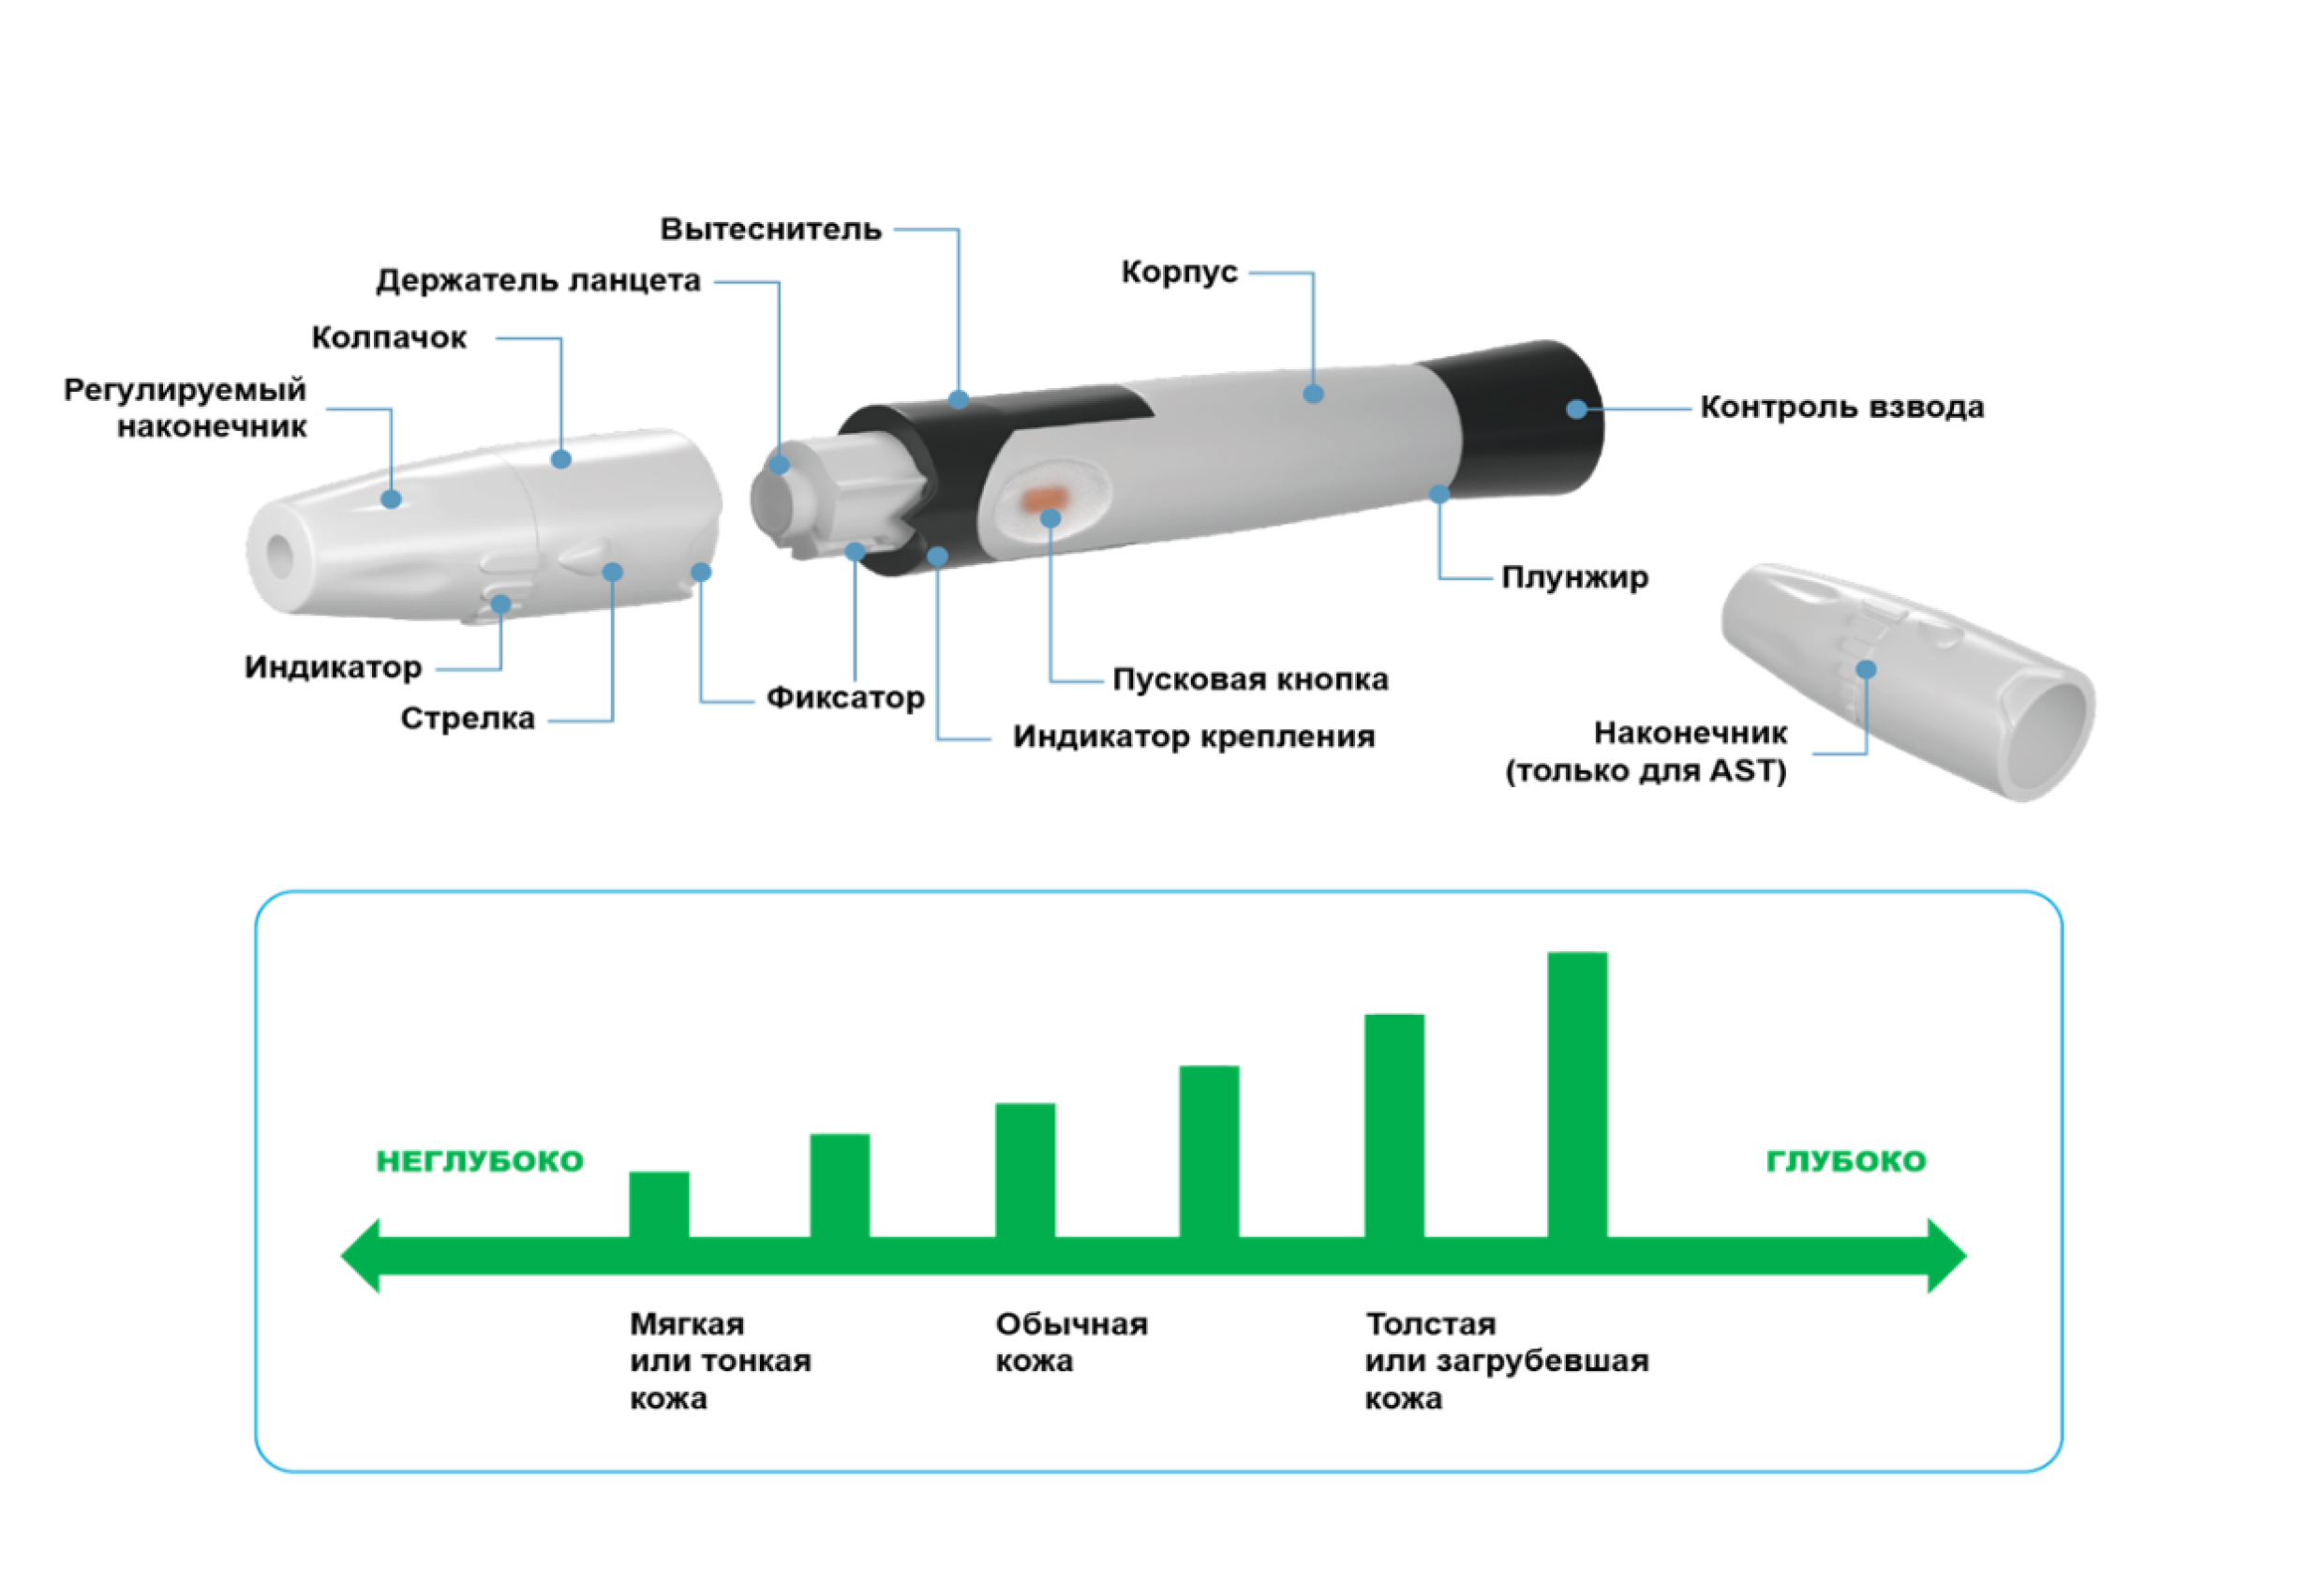 Вытеснитель
Держатель ланцета
Корпус
Колпачок
Регулируемый
наконечник
Контроль взвода
Плунжир
Индикатор
Стрелка
Фиксатор
Пусковая кнопка
Индикатор крепления
Наконечник
(только для AST)
НЕГЛУБОКО
ГЛУБОКО
Мягкая
или тонкая
кожа
Обычная
кожа
Толстая
или загрубевшая
кожа